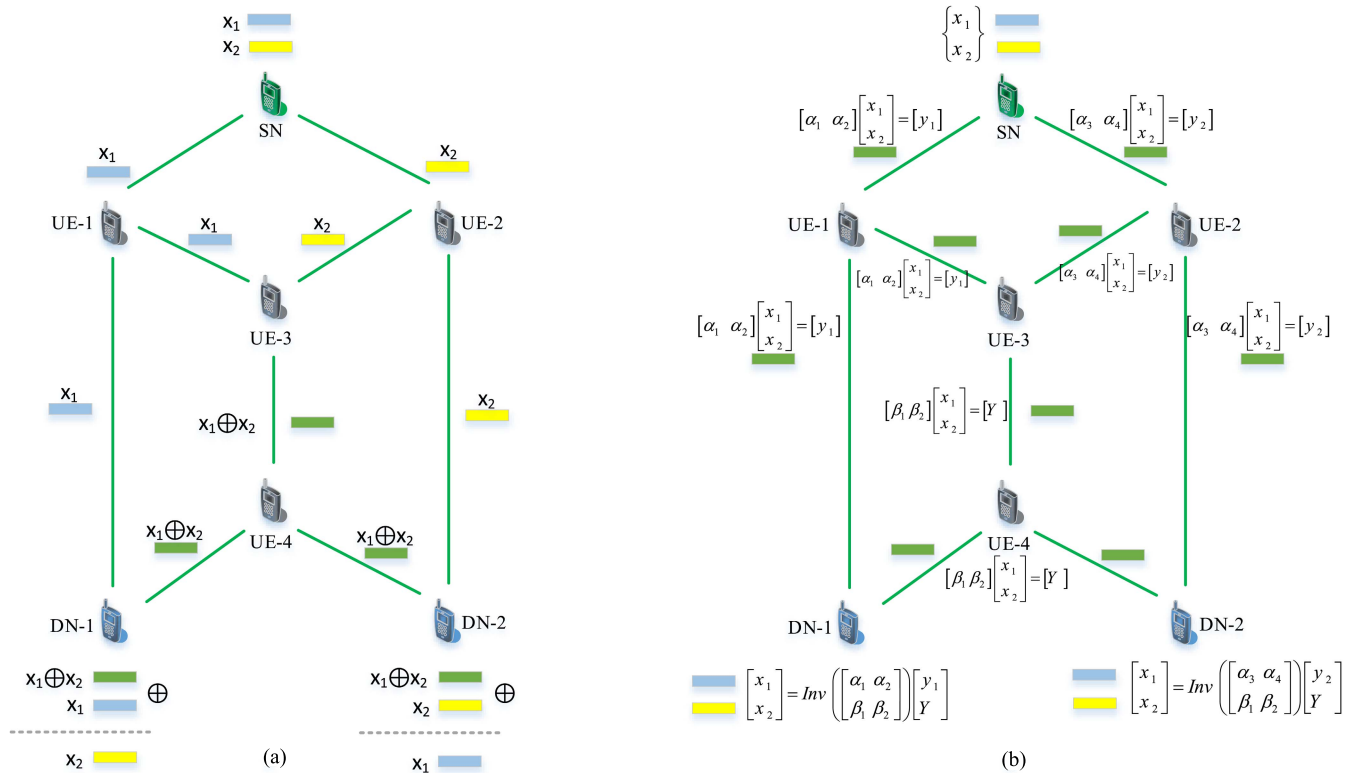 x₁
x₂
SN
x₁
x₂
UE-1
UE-2
x₁
x₂
UE-3
x₁
x₂
x₁⊕x₂
x₁⊕x₂
x₁⊕x₂
UE-4
DN-1
DN-2
x₁⊕x₂
⊕
x₁
x₂
x₁⊕x₂
⊕
x₂
x₁
(a)
{x₁ x₂}
SN
[α₁ α₂][x₁ x₂]=[y₁]
[α₃ α₄][x₁ x₂]=[y₂]
UE-1
UE-2
[α₁ α₂][x₁ x₂]=[y₁]
[α₃ α₄][x₁ x₂]=[y₂]
UE-3
[α₁ α₂][x₁ x₂]=[y₁]
[α₃ α₄][x₁ x₂]=[y₂]
[β₁ β₂][x₁ x₂]=[Y]
UE-4
[β₁ β₂][x₁ x₂]=[Y]
DN-1
DN-2
[x₁ x₂]=Inv([α₁ α₂ β₁ β₂])[y₁ Y]
[x₁ x₂]=Inv([α₃ α₄ β₁ β₂])[y₂ Y]
(b)